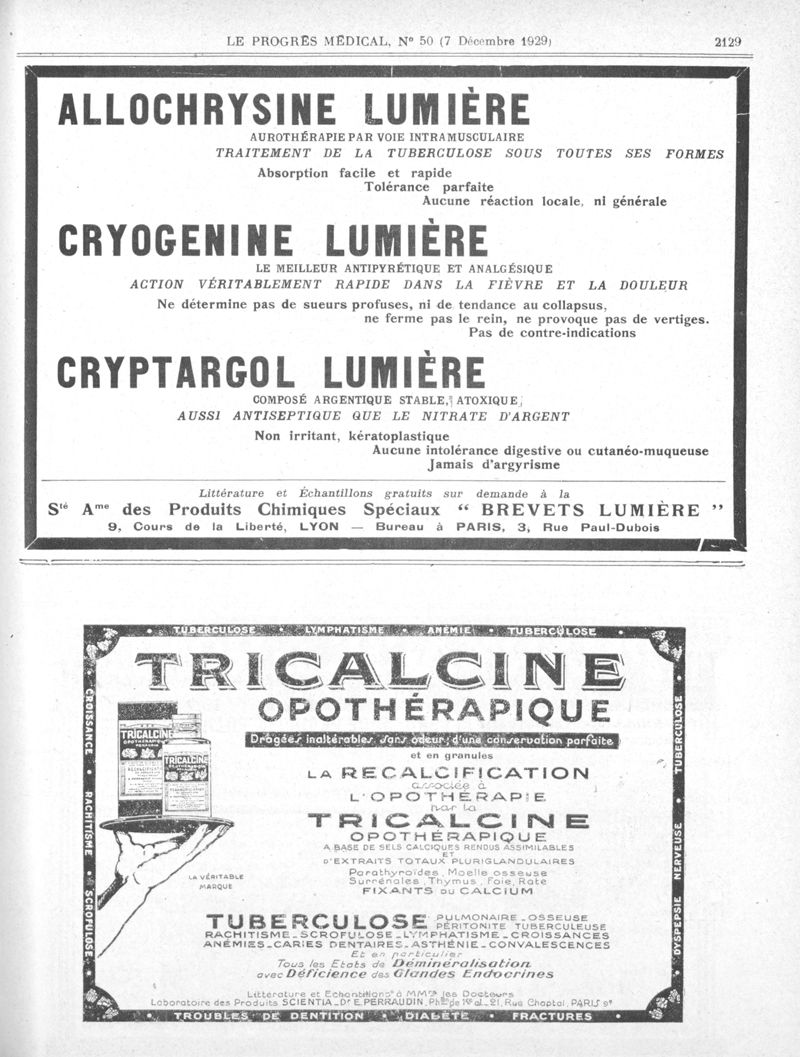 LE PROGRÈS MÉDICAL, N° 50 (7 Décembre 1929)
2129
ALLOCHRYSINE LUMIÈRE
AUROTHÉRAPIE PAR VOIE INTRAMUSCULAIRE
TRAITEMENT DE LA TUBERCULOSE SOUS TOUTES SES FORMES
Absorption facile et rapide
Tolérance parfaite
Aucune réaction locale, ni générale
CRYOGENINE LUMIÈRE
LE MEILLEUR ANTIPYRÉTIQUE ET ANALGÉSIQUE
ACTION VÉRITABLEMENT RAPIDE DANS LA FIÈVRE ET LA DOULEUR
Ne détermine pas de sueurs profuses, ni de tendance au collapsus,
ne ferme pas le rein, ne provoque pas de vertiges.
Pas de contre-indications
CRYPTARGOL LUMIÈRE
COMPOSÉ ARGENTIQUE STABLE, ATOXIQUE
AUSSI ANTISEPTIQUE QUE LE NITRATE D'ARGENT
Non irritant, kératoplastique
Aucune intolérance digestive ou cutanéo-muqueuse
Jamais d'argyrisme
Littérature et Échantillons gratuits sur demande à la
Sté Ame des Produits Chimiques Spéciaux “ BREVETS LUMIÈRE ”
9, Cours de la Liberté, LYON — Bureau à PARIS, 3, Rue Paul-Dubois
TUBERCULOSE • LYMPHATISME • ANÉMIE • TUBERCULOSE
TRICALCINE
OPOTHÉRAPIQUE
Dragées inaltérables, sans odeur, d'une conservation parfaite
et en granules
LA RECALCIFICATION
associée à
L'OPOTHÉRAPIE
par la
TRICALCINE
OPOTHÉRAPIQUE
A BASE DE SELS CALCIQUES RENDUS ASSIMILABLES
ET
D'EXTRAITS TOTAUX PLURIGLANDULAIRES
Parathyroïdes, Moelle osseuse
Surrénales, Thymus, Foie, Rate
FIXANTS DU CALCIUM
TRICALCINE
OPOTHÉRAPIQUE
TRICALCINE
LA VÉRITABLE
MARQUE
TUBERCULOSE PULMONAIRE - OSSEUSE
PÉRITONITE TUBERCULEUSE
RACHITISME - SCROFULOSE - LYMPHATISME - CROISSANCES
ANÉMIES - CARIES DENTAIRES - ASTHÉNIE - CONVALESCENCES
Et en particulier
Tous les Etats de Déminéralisation
avec Déficience des Glandes Endocrines
Littérature et Echantillons à MMrs les Docteurs
Laboratoire des Produits SCIENTIA - Dr E. PERRAUDIN, Phen de 1re cl. - 21, Rue Chaptal, PARIS 9e
CROISSANCE • RACHITISME • SCROFULOSE
TUBERCULOSE • DYSPEPSIE NERVEUSE
TROUBLES DE DENTITION • DIABÈTE • FRACTURES